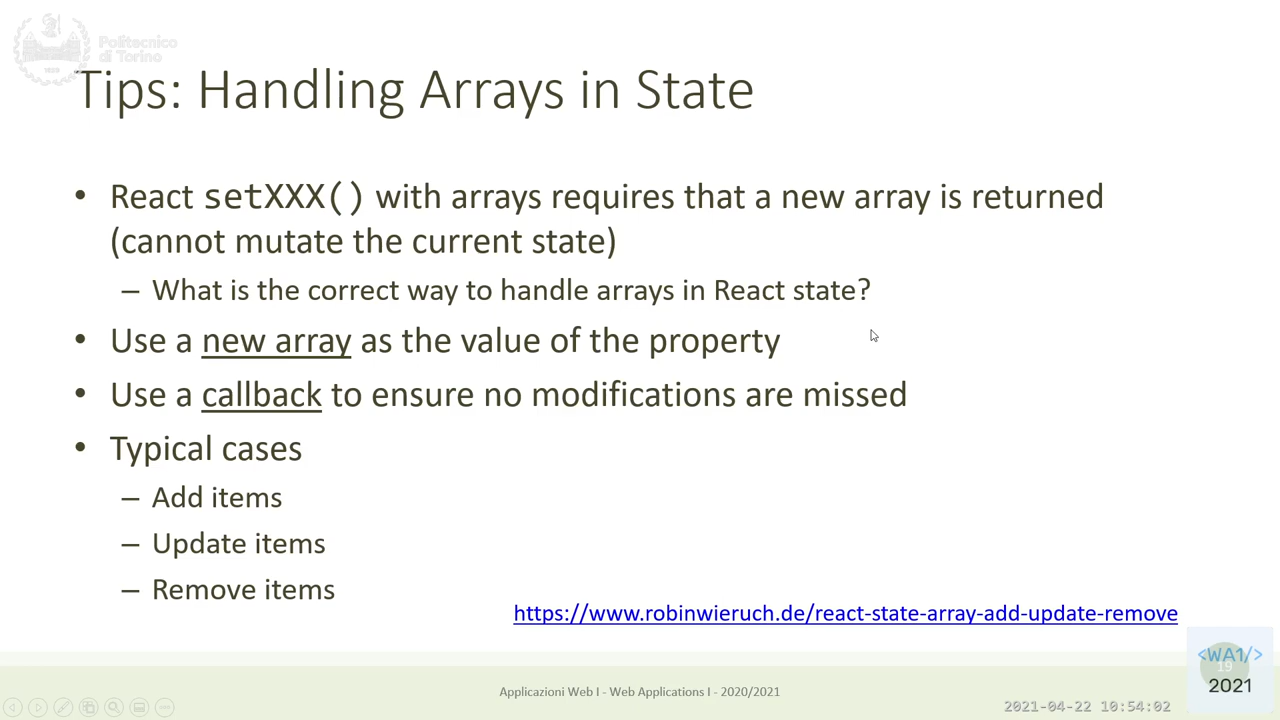 Politecnico
di Torino
Tips: Handling Arrays in State
• React setXXX() with arrays requires that a new array is returned
(cannot mutate the current state)
– What is the correct way to handle arrays in React state?
• Use a new array as the value of the property
• Use a callback to ensure no modifications are missed
• Typical cases
– Add items
– Update items
– Remove items
https://www.robinwieruch.de/react-state-array-add-update-remove
<WA1/>
19
2021
Applicazioni Web I - Web Applications I - 2020/2021
2021-04-22 10:54:02